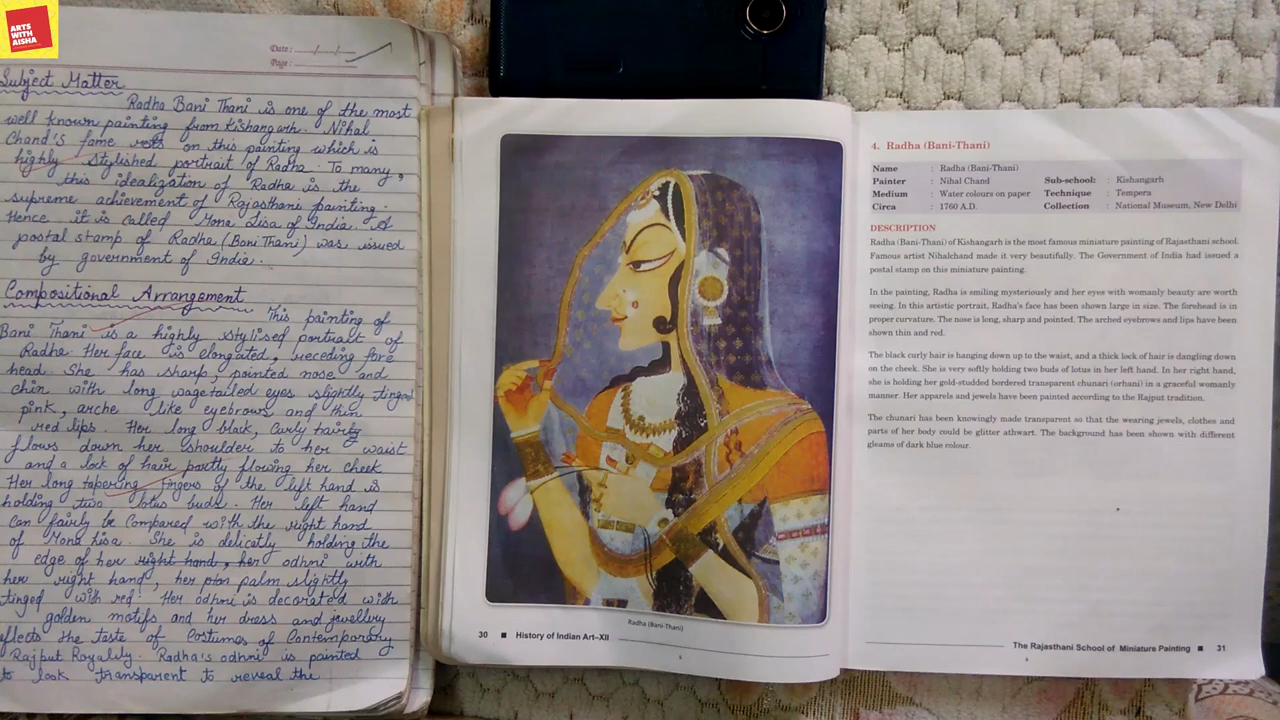 ARTS
WITH
AISHA
Date : __/__/__
Page :
Subject Matter
Radha Bani Thani is one of the most
well known painting from Kishangarh. Nihal
Chand's fame rests on this painting which is
highly stylished portrait of Radha. To many,
this idealization of Radha is the
supreme achievement of Rajasthani painting.
Hence it is called Mona Lisa of India. A
postal stamp of Radha (Bani Thani) was issued
by government of India.
Compositional Arrangement
This painting of
Bani Thani is a highly stylised portrait of
Radha. Her face is elongated, receding fore
head. She has sharp, pointed nose and
chin with long wagetailed eyes slightly tinged
pink, arche like eyebrows and thin
red lips. Her long black, curly hairs
flows down her shoulder to her waist
and a lock of hair partly flowing her cheek
Her long tapering fingers of the left hand is
holding two lotus buds. Her left hand
can fairly be compared with the right hand
of Mona Lisa. She is delicatly holding the
edge of her right hand, her odhni with
her right hand, her palm slightly
tinged with red. Her odhni is decorated with
golden motifs and her dress and jewellery
eflects the taste of Costumes of Contemporary
Rajput Royality. Radha's odhni is painted
to look transparent to reveal the
Radha (Bani-Thani)
30 ■ History of Indian Art–XII
4. Radha (Bani-Thani)
Name : Radha (Bani-Thani)
Painter : Nihal Chand Sub-school: : Kishangarh
Medium : Water colours on paper Technique : Tempera
Circa : 1760 A.D. Collection : National Museum, New Delhi
DESCRIPTION
Radha (Bani-Thani) of Kishangarh is the most famous miniature painting of Rajasthani school.
Famous artist Nihalchand made it very beautifully. The Government of India had issued a
postal stamp on this miniature painting.
In the painting, Radha is smiling mysteriously and her eyes with womanly beauty are worth
seeing. In this artistic portrait, Radha's face has been shown large in size. The forehead is in
proper curvature. The nose is long, sharp and pointed. The arched eyebrows and lips have been
shown thin and red.
The black curly hair is hanging down up to the waist, and a thick lock of hair is dangling down
on the cheek. She is very softly holding two buds of lotus in her left hand. In her right hand,
she is holding her gold-studded bordered transparent chunari (orhani) in a graceful womanly
manner. Her apparels and jewels have been painted according to the Rajput tradition.
The chunari has been knowingly made transparent so that the wearing jewels, clothes and
parts of her body could be glitter athwart. The background has been shown with different
gleams of dark blue colour.
The Rajasthani School of Miniature Painting ■ 31